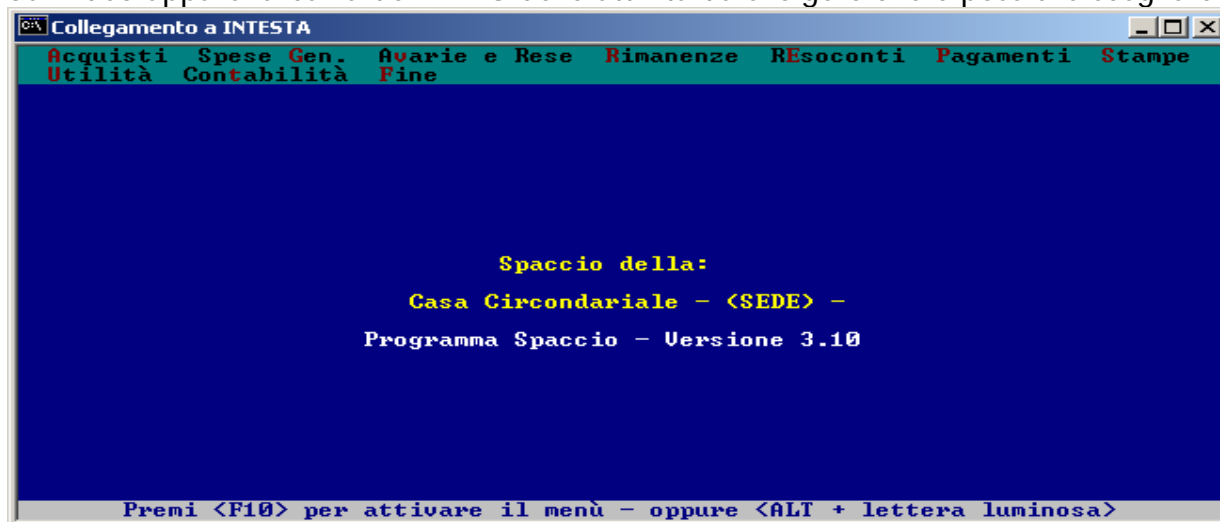 Collegamento a INTESTA
Acquisti Spese Gen. Avarie e Rese Rimanenze REsoconti Pagamenti Stampe
Utilità Contabilità Fine
Spaccio della:
Casa Circondariale - <SEDE> -
Programma Spaccio - Versione 3.10
Premi <F10> per attivare il menù - oppure <ALT + lettera luminosa>